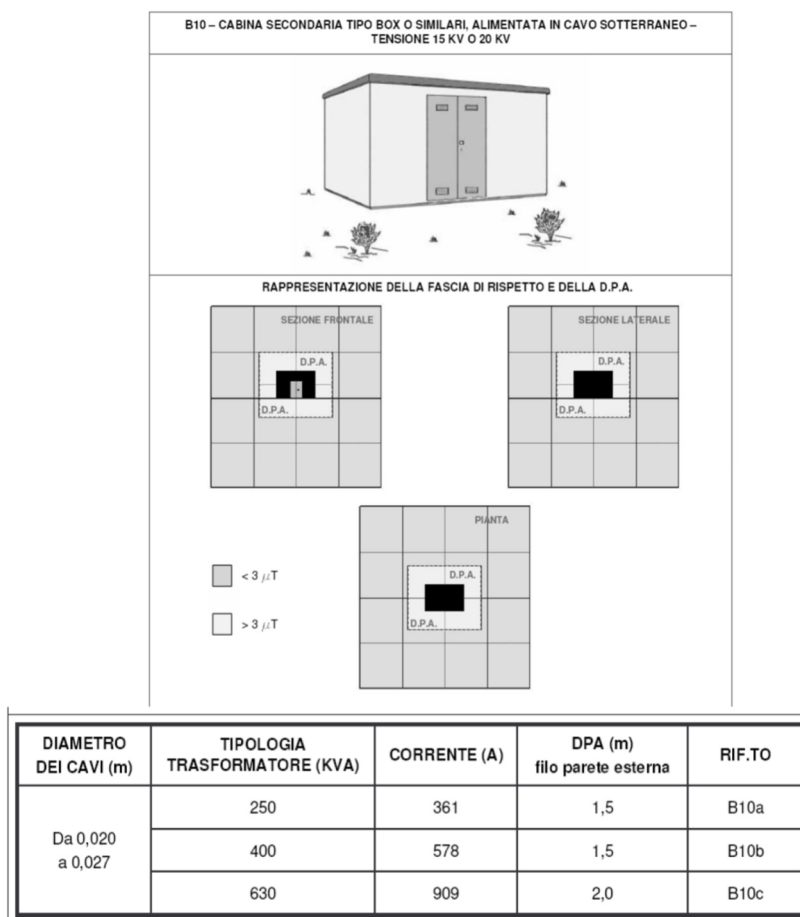 B10 – CABINA SECONDARIA TIPO BOX O SIMILARI, ALIMENTATA IN CAVO SOTTERRANEO –
TENSIONE 15 KV O 20 KV
RAPPRESENTAZIONE DELLA FASCIA DI RISPETTO E DELLA D.P.A.
SEZIONE FRONTALE
D.P.A.
D.P.A.
SEZIONE LATERALE
D.P.A.
D.P.A.
PIANTA
D.P.A.
D.P.A.
< 3 μT
> 3 μT
DIAMETRO
DEI CAVI (m)
TIPOLOGIA
TRASFORMATORE (KVA)
CORRENTE (A)
DPA (m)
filo parete esterna
RIF.TO
Da 0,020
a 0,027
250 361 1,5 B10a
400 578 1,5 B10b
630 909 2,0 B10c